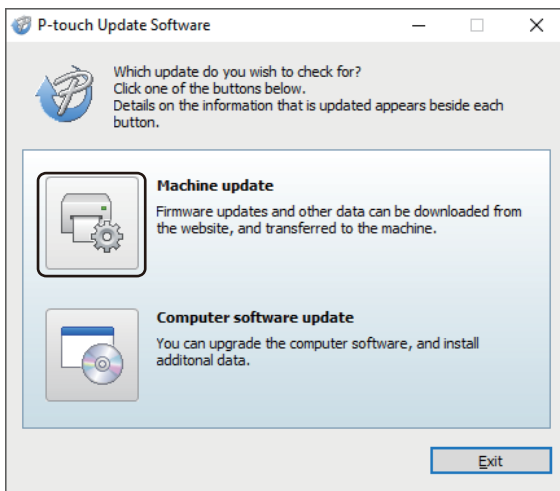 P-touch Update Software
Which update do you wish to check for?
Click one of the buttons below.
Details on the information that is updated appears beside each
button.
Machine update
Firmware updates and other data can be downloaded from
the website, and transferred to the machine.
Computer software update
You can upgrade the computer software, and install
additonal data.
Exit